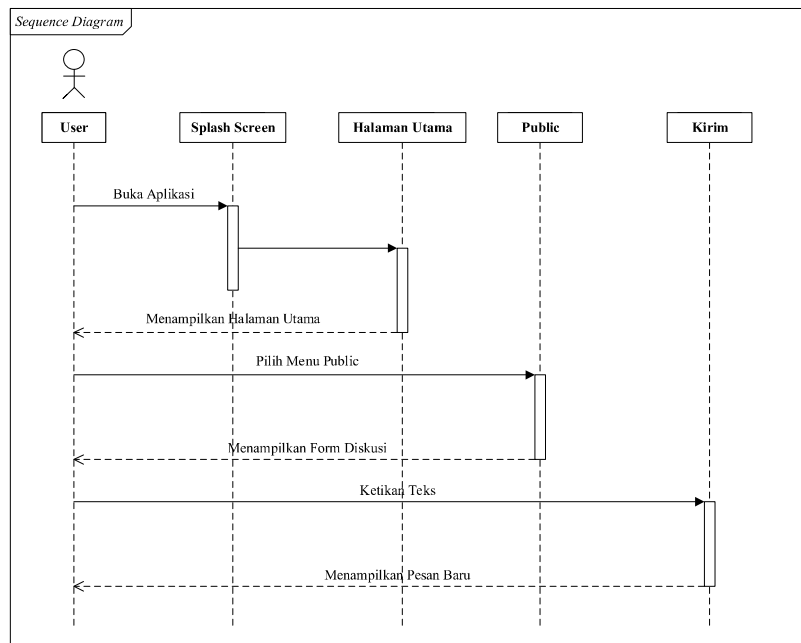 Sequence Diagram
User
Splash Screen
Halaman Utama
Public
Kirim
Buka Aplikasi
Menampilkan Halaman Utama
Pilih Menu Public
Menampilkan Form Diskusi
Ketikan Teks
Menampilkan Pesan Baru